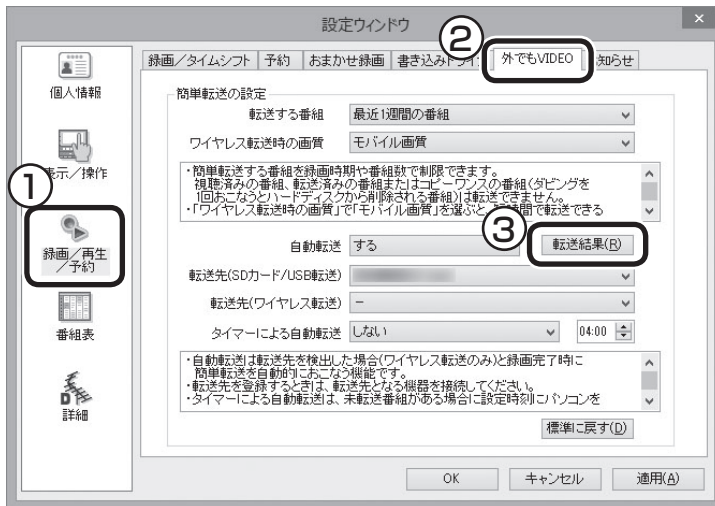 設定ウィンドウ
×
②
録画／タイムシフト
予約
おまかせ録画
書き込みドライ
外でもVIDEO
知らせ
個人情報
表示／操作
①
録画／再生
／予約
番組表
詳細
簡単転送の設定
転送する番組
最近1週間の番組
ワイヤレス転送時の画質
モバイル画質
・簡単転送する番組を録画時期や番組数で制限できます。
視聴済みの番組、転送済みの番組またはコピーワンスの番組(ダビングを
1回おこなうとハードディスクから削除される番組)は転送できません。
・「ワイヤレス転送時の画質」で「モバイル画質」を選ぶと、時間で転送できる
③
自動転送
する
転送結果(R)
転送先(SDカード/USB転送)
転送先(ワイヤレス転送)
－
タイマーによる自動転送
しない
04:00
・自動転送は転送先を検出した場合(ワイヤレス転送のみ)と録画完了時に
簡単転送を自動的におこなう機能です。
・転送先を登録するときは、転送先となる機器を接続してください。
・タイマーによる自動転送は、未転送番組がある場合に設定時刻にパソコンを
標準に戻す(D)
OK
キャンセル
適用(A)